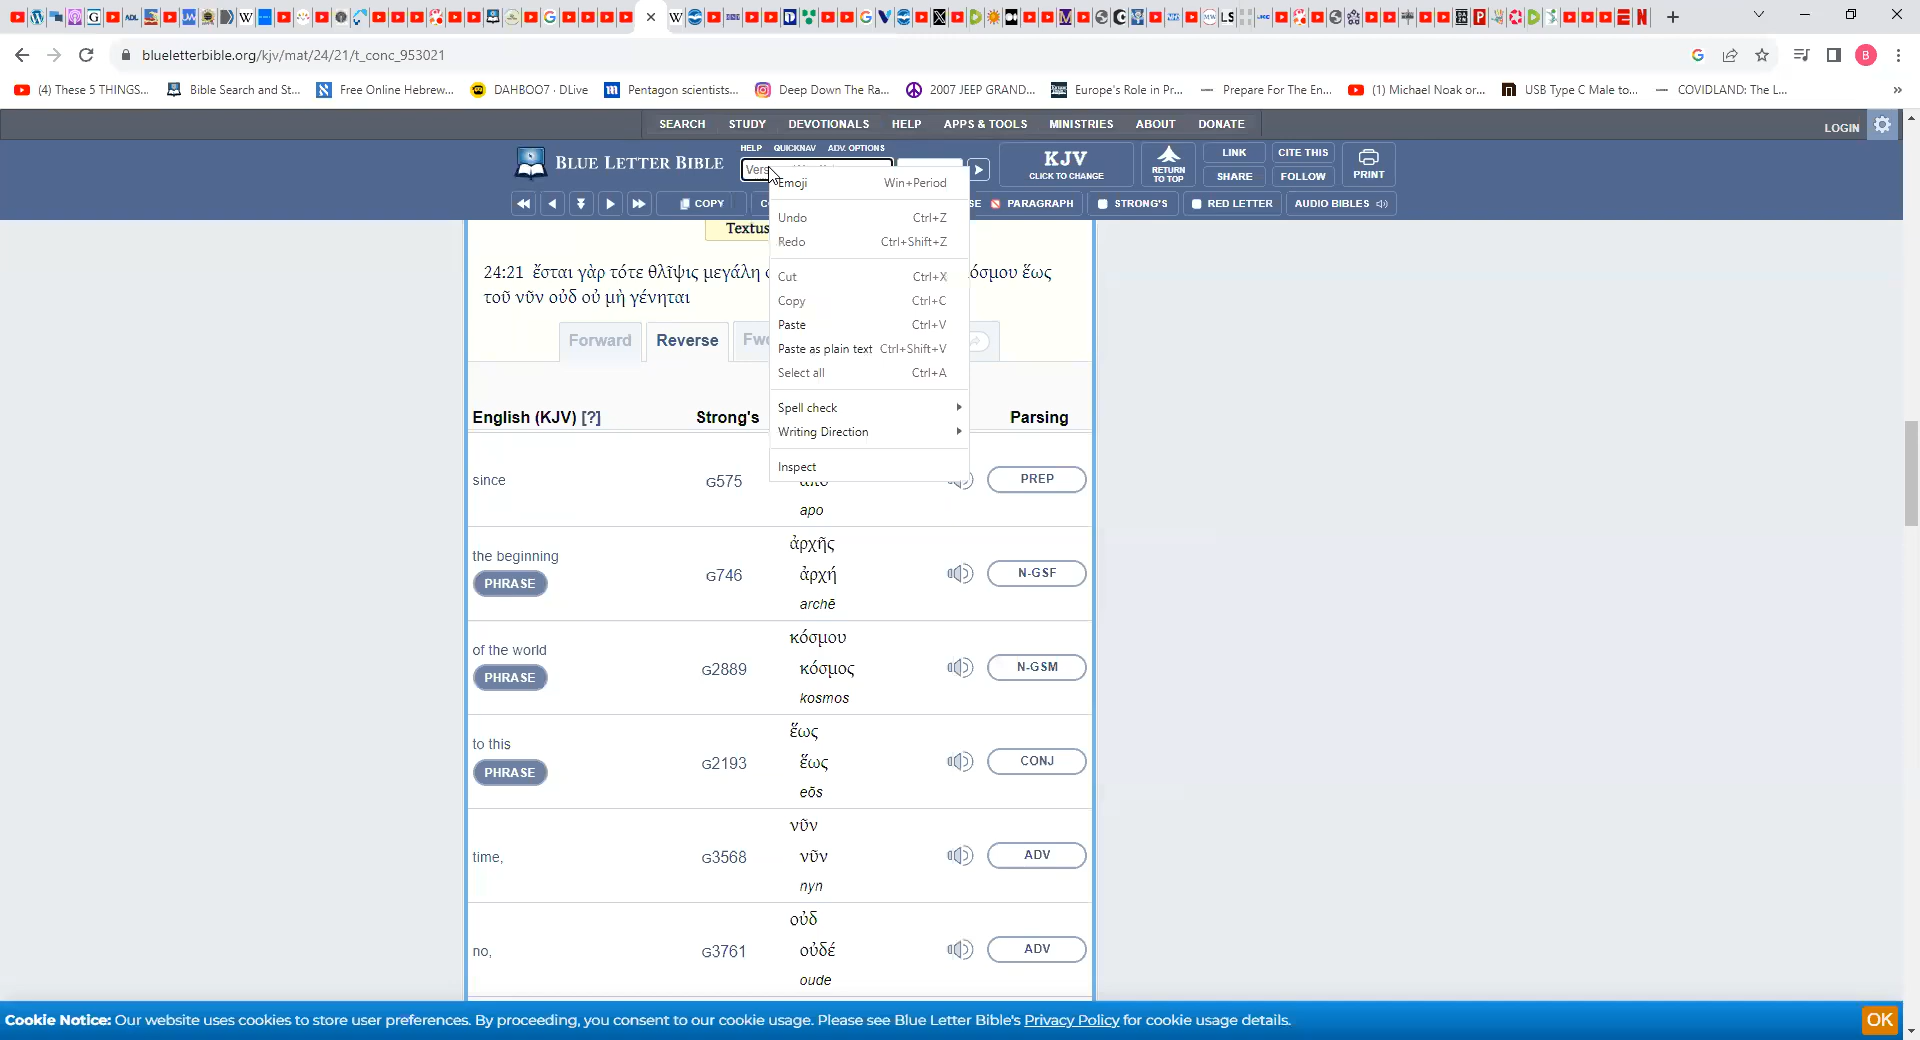 blueletterbible.org/kjv/mat/24/21/t_conc_953021
(4) These 5 THINGS...
Bible Search and St...
Free Online Hebrew...
DAHBOO7 · DLive
Pentagon scientists...
Deep Down The Ra...
2007 JEEP GRAND...
Europe's Role in Pr...
Prepare For The En...
(1) Michael Noak or...
USB Type C Male to...
COVIDLAND: The L...
SEARCH STUDY DEVOTIONALS HELP APPS & TOOLS MINISTRIES ABOUT DONATE
LOGIN
HELP QUICKNAV ADV. OPTIONS
BLUE LETTER BIBLE
KJV
CLICK TO CHANGE
RETURN
TO TOP
LINK
CITE THIS
SHARE
FOLLOW
PRINT
COPY
PARAGRAPH
STRONG'S
RED LETTER
AUDIO BIBLES
Emoji Win+Period
Undo Ctrl+Z
Redo Ctrl+Shift+Z
Cut Ctrl+X
Copy Ctrl+C
Paste Ctrl+V
Paste as plain text Ctrl+Shift+V
Select all Ctrl+A
Spell check
Writing Direction
Inspect
Textus
24:21 ἔσται γὰρ τότε θλῖψις μεγάλη όσμου ἕως
τοῦ νῦν οὐδ οὐ μὴ γένηται
Forward Reverse
English (KJV) [?] Strong's Parsing
since G575 PREP
apo
ἀρχῆς
the beginning
PHRASE G746 ἀρχή N-GSF
archē
κόσμου
of the world
PHRASE G2889 κόσμος N-GSM
kosmos
ἕως
to this
PHRASE G2193 ἕως CONJ
eōs
νῦν
time, G3568 νῦν ADV
nyn
οὐδ
no, G3761 οὐδέ ADV
oude
Cookie Notice: Our website uses cookies to store user preferences. By proceeding, you consent to our cookie usage. Please see Blue Letter Bible's Privacy Policy for cookie usage details.
OK